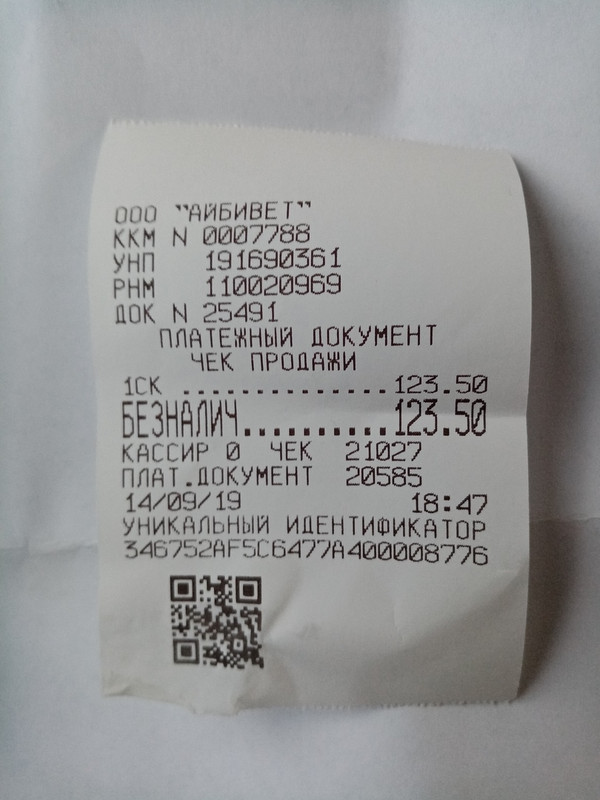 ООО "АЙБИВЕТ"
ККМ N 0007788
УНП 191690361
РНМ 110020969
ДОК N 25491
ПЛАТЕЖНЫЙ ДОКУМЕНТ
ЧЕК ПРОДАЖИ
1СК ................123.50
БЕЗНАЛИЧ..........123.50
КАССИР 0 ЧЕК 21027
ПЛАТ.ДОКУМЕНТ 20585
14/09/19 18:47
УНИКАЛЬНЫЙ ИДЕНТИФИКАТОР
346752AF5C6477A400008776